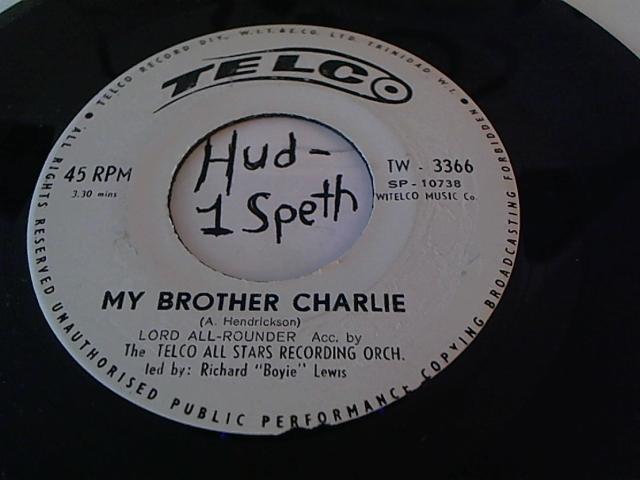 • TELCO RECORD DIV. W.I.T.&E.CO. LTD. TRINIDAD W.I. •
TELCO
Hud-
1 Speth
45 RPM
3.30 mins
TW - 3366
SP - 10738
WITELCO MUSIC Co.
MY BROTHER CHARLIE
(A. Hendrickson)
LORD ALL-ROUNDER Acc. by
The TELCO ALL STARS RECORDING ORCH.
led by: Richard "Boyie" Lewis
ALL RIGHTS RESERVED UNAUTHORISED PUBLIC PERFORMANCE COPYING BROADCASTING FORBIDDEN